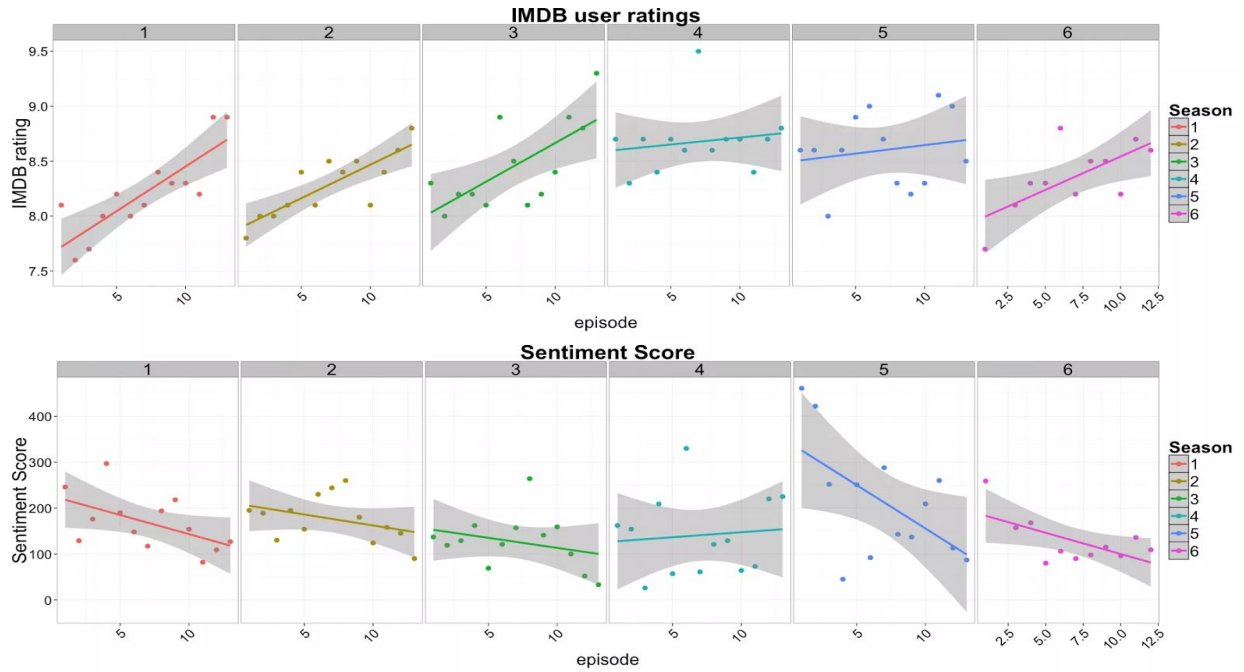 IMDB user ratings
1 2 3 4 5 6
IMDB rating
9.5
9.0
8.5
8.0
7.5
5 10 5 10 5 10 5 10 5 10 2.5 5.0 7.5 10.0 12.5
episode
Season
1
2
3
4
5
6
Sentiment Score
1 2 3 4 5 6
Sentiment Score
400
300
200
100
0
5 10 5 10 5 10 5 10 5 10 2.5 5.0 7.5 10.0 12.5
episode
Season
1
2
3
4
5
6